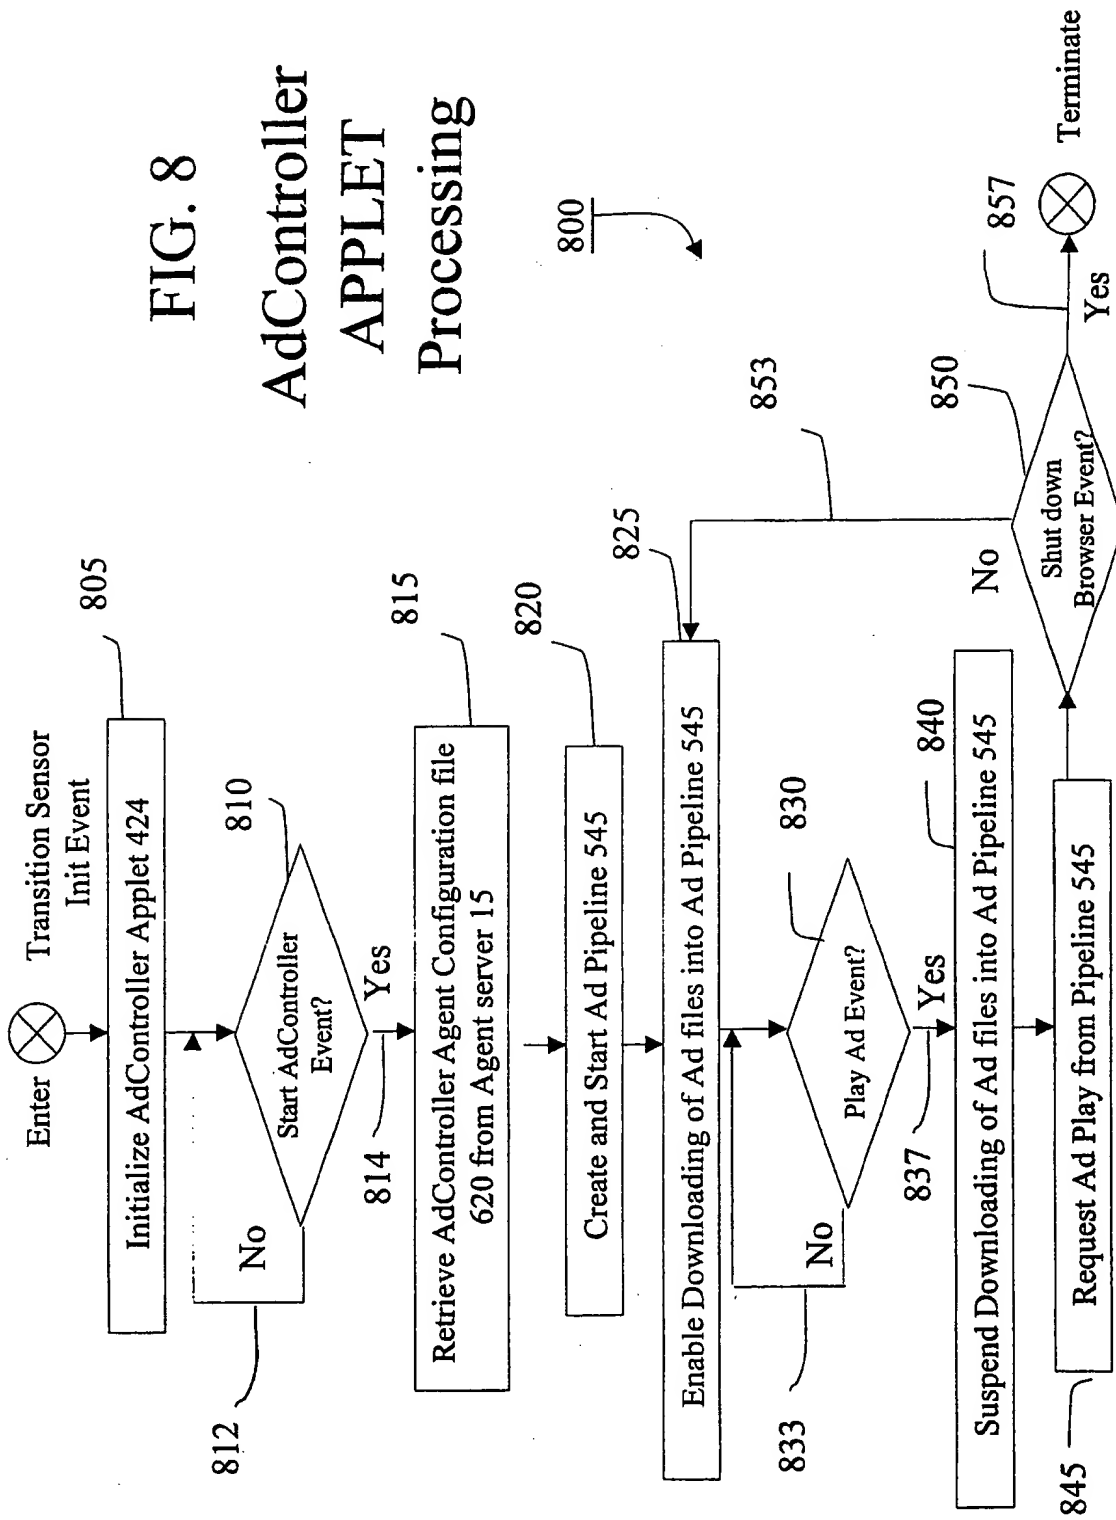 FIG. 8
AdController
APPLET
Processing
800
Enter
Transition Sensor
Init Event
805
Initialize AdController Applet 424
810
Start AdController
Event?
No
812
Yes
814
815
Retrieve AdController Agent Configuration file
620 from Agent server 15
820
Create and Start Ad Pipeline 545
825
Enable Downloading of Ad files into Ad Pipeline 545
830
Play Ad Event?
No
833
Yes
837
840
Suspend Downloading of Ad files into Ad Pipeline 545
845
Request Ad Play from Pipeline 545
850
Shut down
Browser Event?
No
853
Yes
857
Terminate